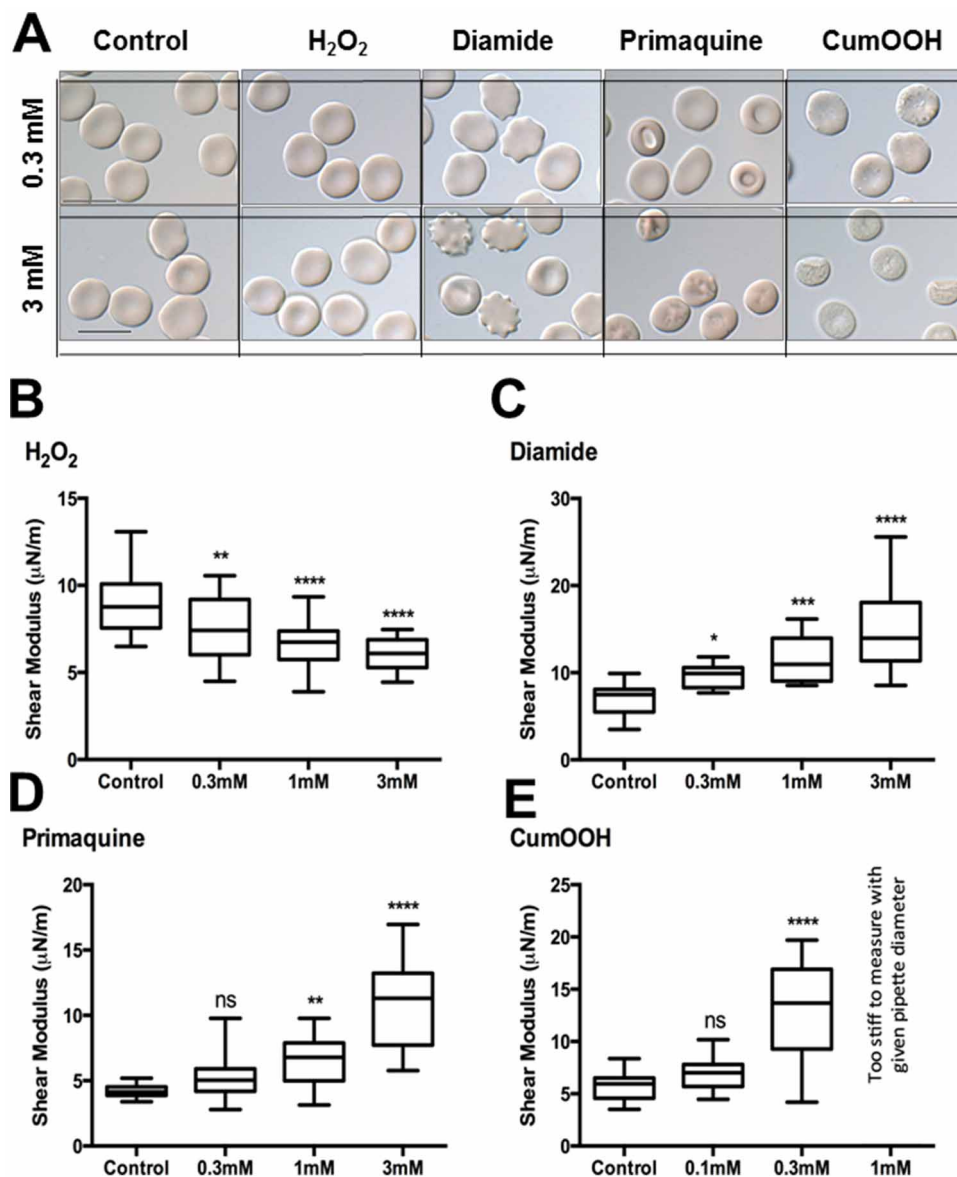 A
Control
H₂O₂
Diamide
Primaquine
CumOOH
0.3 mM
3 mM
B
H₂O₂
Shear Modulus (µN/m)
15
10
5
0
**
****
****
Control
0.3mM
1mM
3mM
C
Diamide
Shear Modulus (µN/m)
30
20
10
0
*
***
****
Control
0.3mM
1mM
3mM
D
Primaquine
Shear Modulus (µN/m)
20
15
10
5
0
ns
**
****
Control
0.3mM
1mM
3mM
E
CumOOH
Shear Modulus (µN/m)
25
20
15
10
5
0
ns
****
Too stiff to measure with
given pipette diameter
Control
0.1mM
0.3mM
1mM